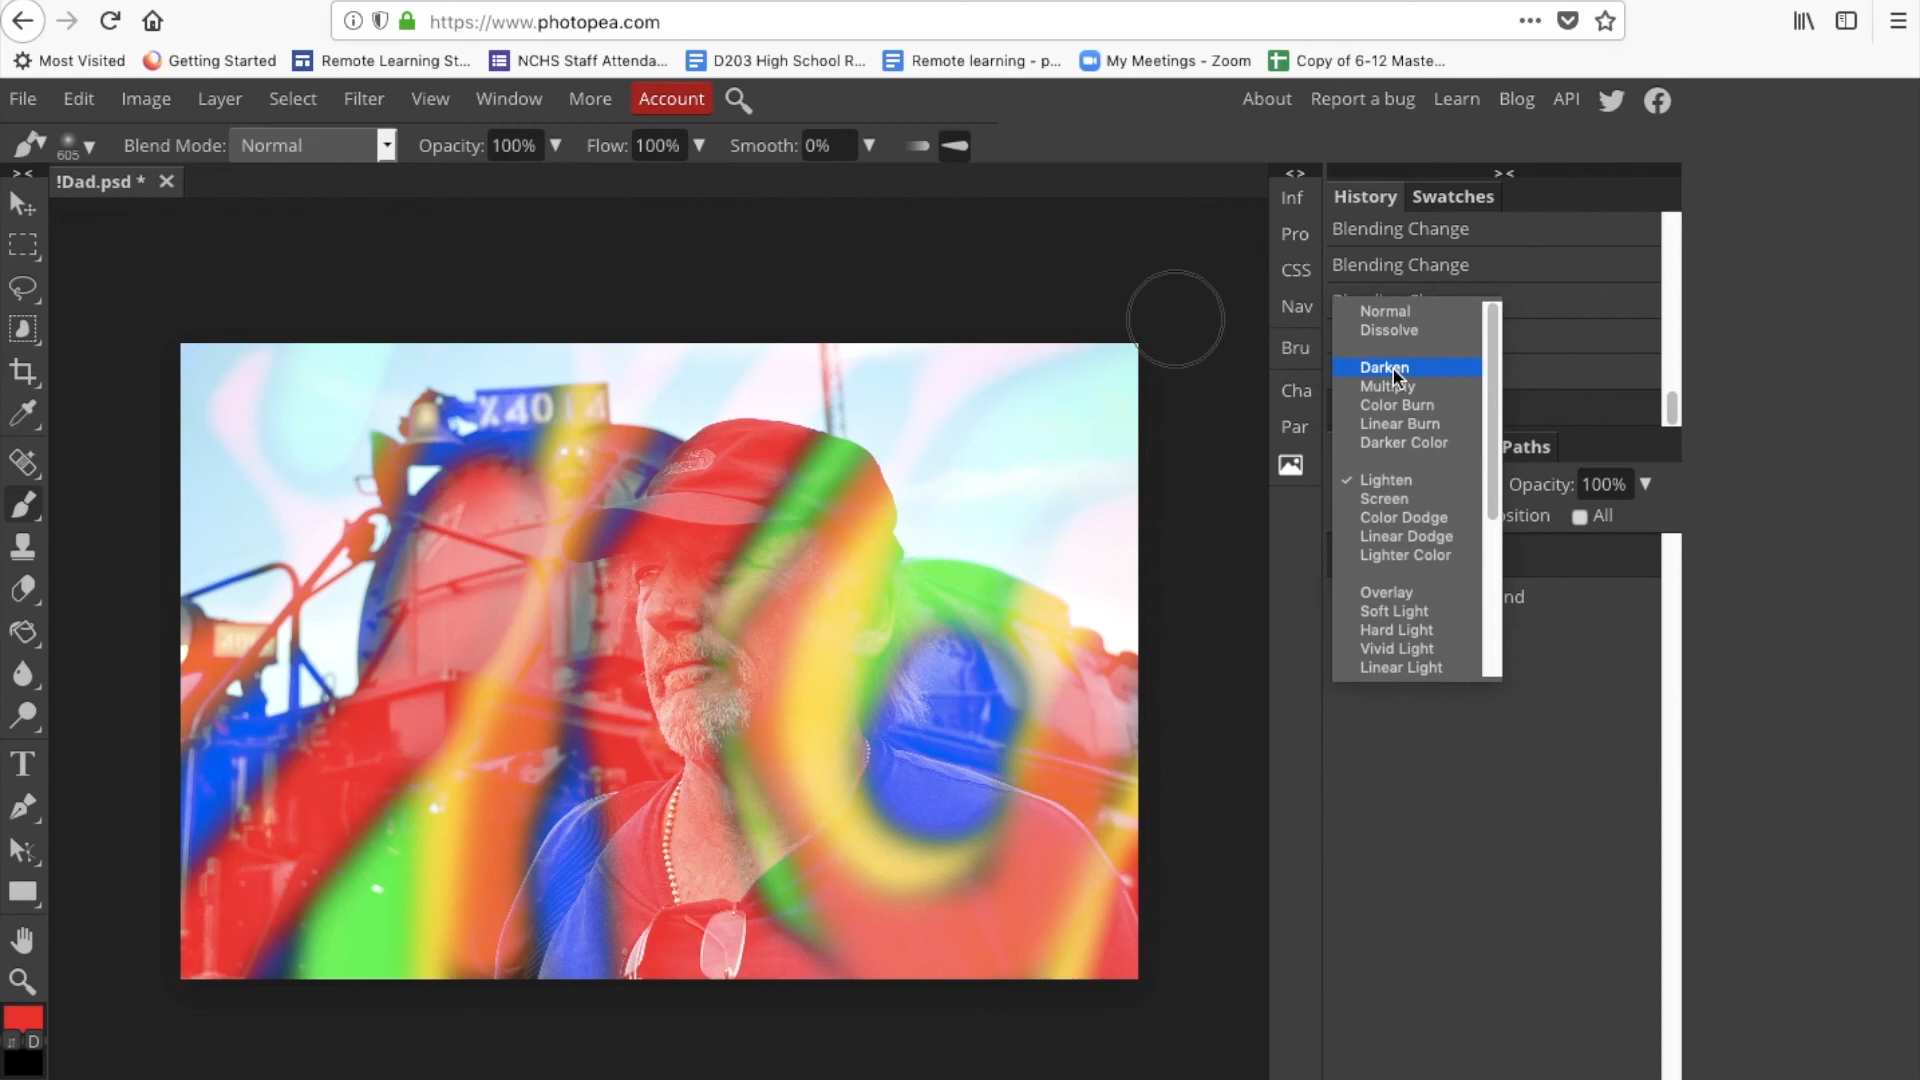 https://www.photopea.com
Most Visited
Getting Started
Remote Learning St...
NCHS Staff Attenda...
D203 High School R...
Remote learning - p...
My Meetings - Zoom
Copy of 6-12 Maste...
File Edit Image Layer Select Filter View Window More Account
About Report a bug Learn Blog API
605
Blend Mode: Normal
Opacity: 100%
Flow: 100%
Smooth: 0%
> <
!Dad.psd *
< >
> <
Inf
Pro
CSS
Nav
Bru
Cha
Par
History Swatches
Blending Change
Blending Change
Normal
Dissolve
Darken
Multiply
Color Burn
Linear Burn
Darker Color
Lighten
Screen
Color Dodge
Linear Dodge
Lighter Color
Overlay
Soft Light
Hard Light
Vivid Light
Linear Light
Paths
Opacity: 100%
sition All
nd
X4014
D